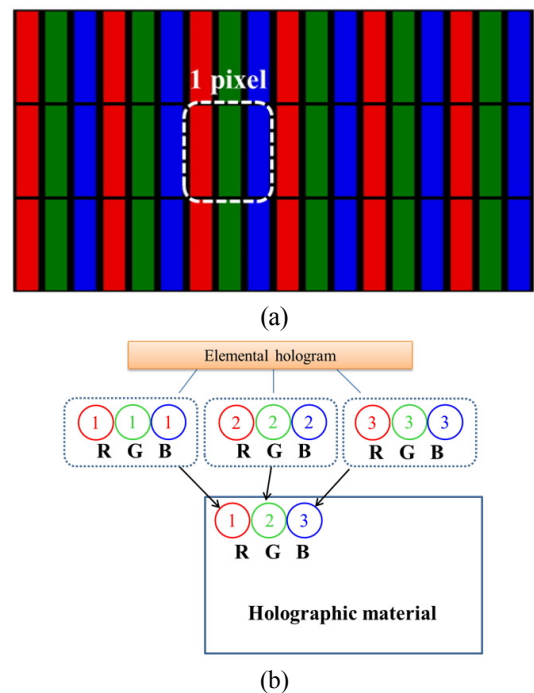 1 pixel
(a)
Elemental hologram
1 1 1 2 2 2 3 3 3
R G B R G B R G B
1 2 3
R G B
Holographic material
(b)